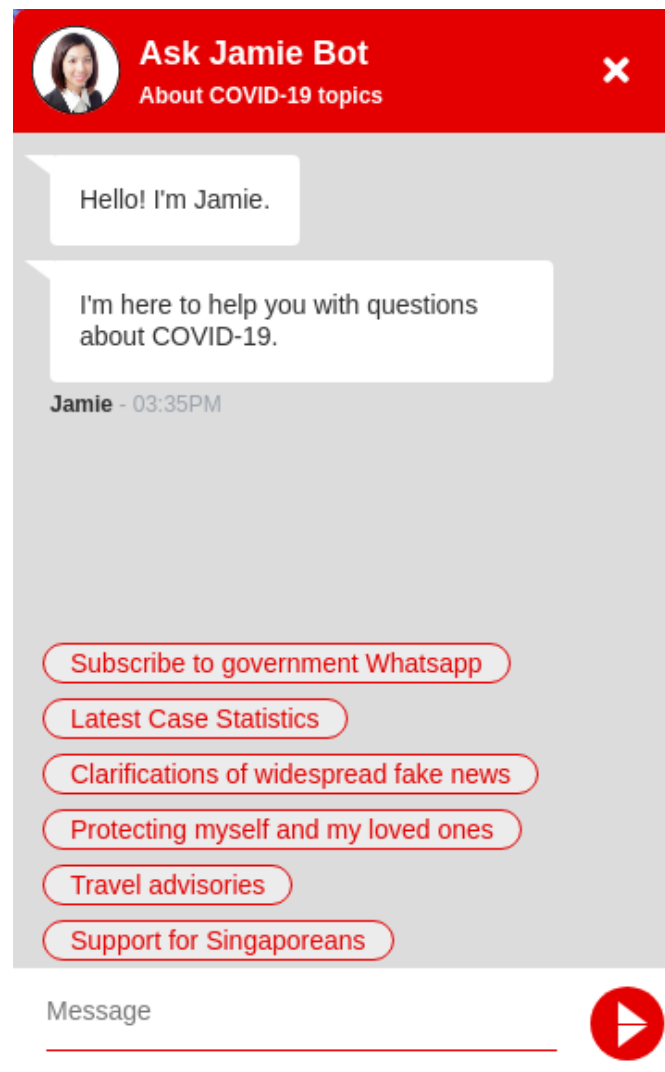 Ask Jamie Bot
About COVID-19 topics
Hello! I'm Jamie.
I'm here to help you with questions
about COVID-19.
Jamie - 03:35PM
Subscribe to government Whatsapp
Latest Case Statistics
Clarifications of widespread fake news
Protecting myself and my loved ones
Travel advisories
Support for Singaporeans
Message